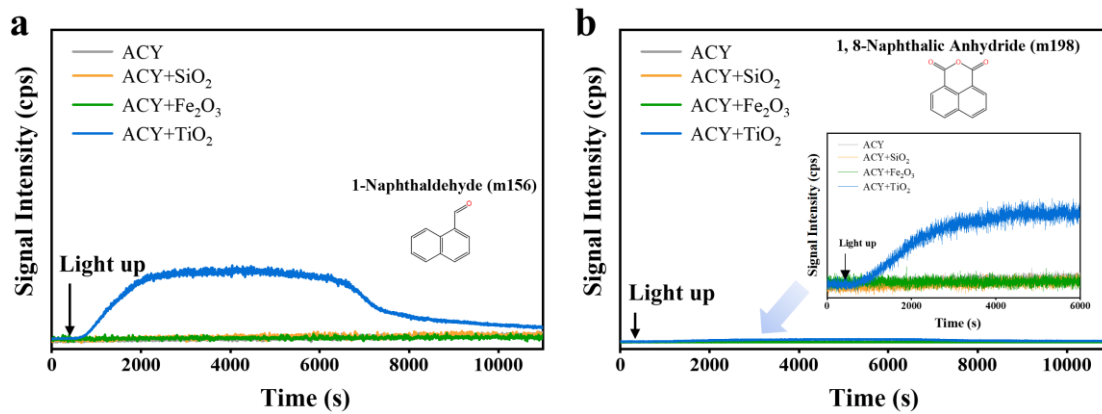 a
Signal Intensity (cps)
ACY
ACY+SiO₂
ACY+Fe₂O₃
ACY+TiO₂
1-Naphthaldehyde (m156)
O
Light up
0 2000 4000 6000 8000 10000
Time (s)
b
Signal Intensity (cps)
ACY
ACY+SiO₂
ACY+Fe₂O₃
ACY+TiO₂
1, 8-Naphthalic Anhydride (m198)
O O O
Signal Intensity (cps)
ACY
ACY+SiO₂
ACY+Fe₂O₃
ACY+TiO₂
Light up
0 2000 4000 6000
Time (s)
Light up
0 2000 4000 6000 8000 10000
Time (s)